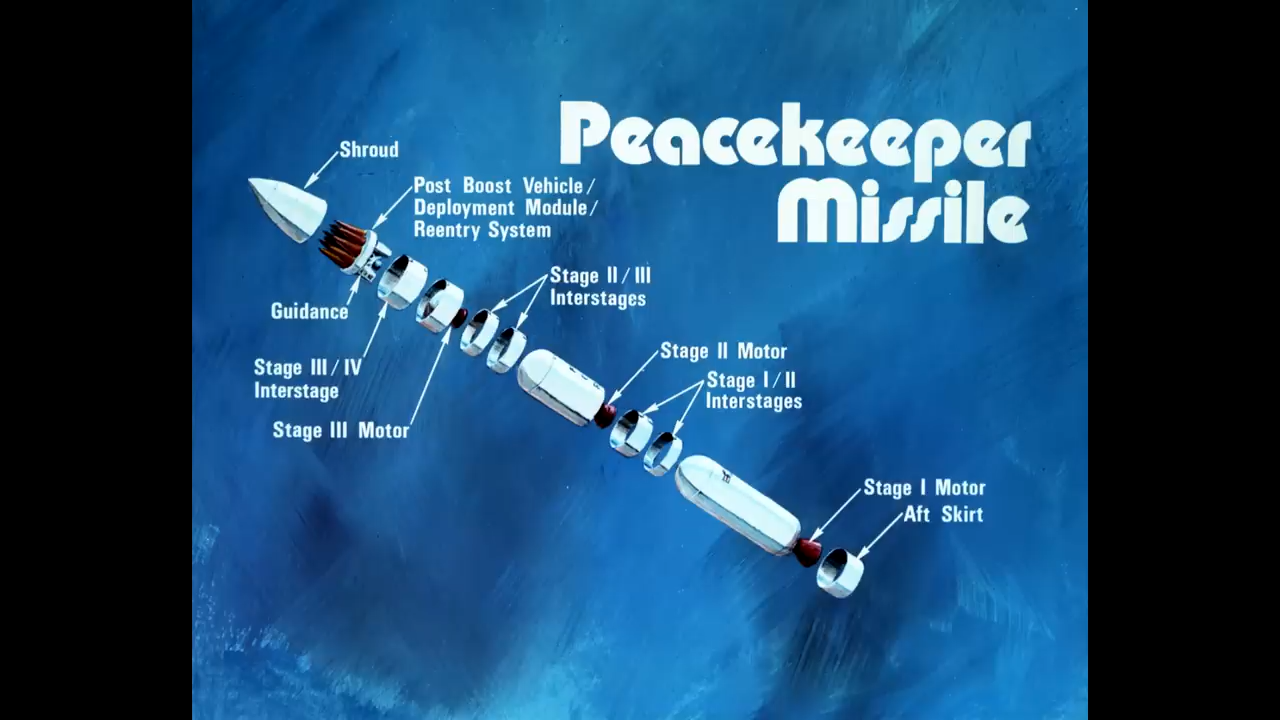 Peacekeeper
Missile
Shroud
Post Boost Vehicle/
Deployment Module/
Reentry System
Guidance
Stage II/III
Interstages
Stage III/IV
Interstage
Stage III Motor
Stage II Motor
Stage I/II
Interstages
Stage I Motor
Aft Skirt